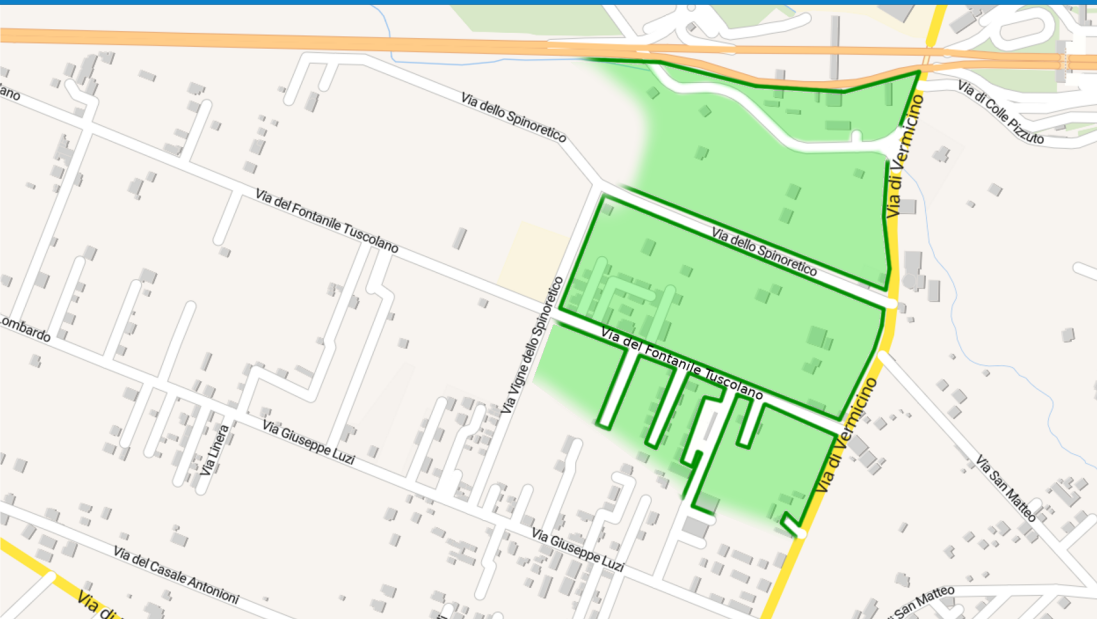 Via di Colle Pizzuto
Via dello Spinoretico
Via di Vermicino
Via del Fontanile Tuscolano
Via dello Spinoretico
Via Vigne dello Spinoretico
Via del Fontanile Tuscolano
Via di Vermicino
Via Giuseppe Luzi
Via Linera
Via San Matteo
Via Giuseppe Luzi
Via del Casale Antonioni
San Matteo
Via di